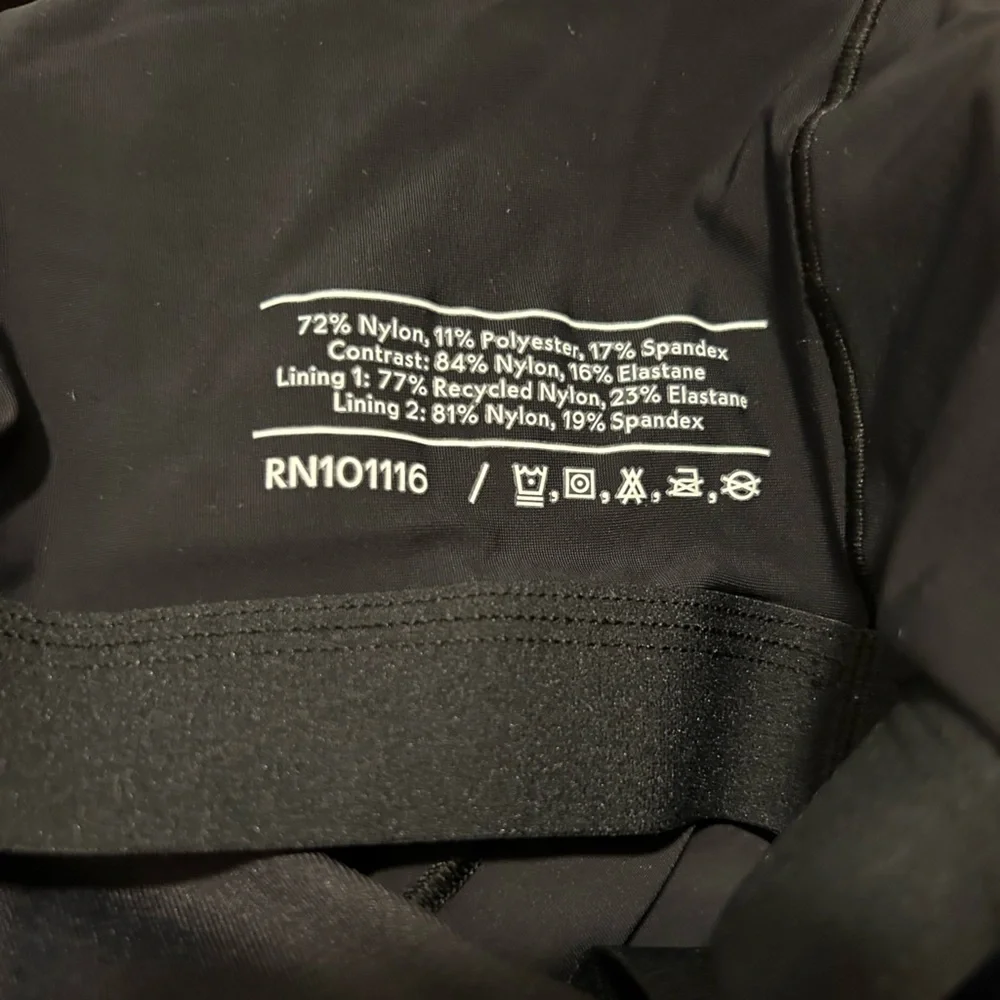 72% Nylon, 11% Polyester, 17% Spandex
Contrast: 84% Nylon, 16% Elastane
Lining 1: 77% Recycled Nylon, 23% Elastane
Lining 2: 81% Nylon, 19% Spandex
RN101116 / , , , ,